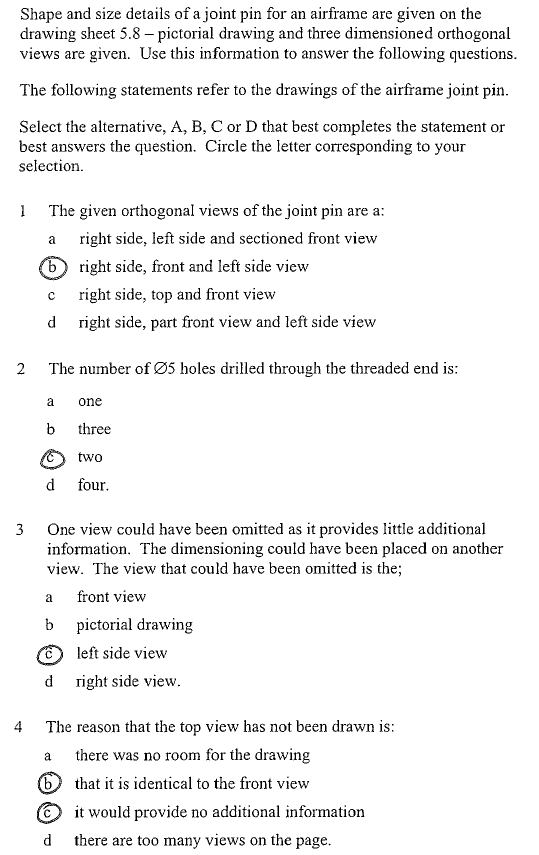 Shape and size details of a joint pin for an airframe are given on the
drawing sheet 5.8 – pictorial drawing and three dimensioned orthogonal
views are given. Use this information to answer the following questions.
The following statements refer to the drawings of the airframe joint pin.
Select the alternative, A, B, C or D that best completes the statement or
best answers the question. Circle the letter corresponding to your
selection.
1 The given orthogonal views of the joint pin are a:
a right side, left side and sectioned front view
b right side, front and left side view
c right side, top and front view
d right side, part front view and left side view
2 The number of Ø5 holes drilled through the threaded end is:
a one
b three
c two
d four.
3 One view could have been omitted as it provides little additional
information. The dimensioning could have been placed on another
view. The view that could have been omitted is the;
a front view
b pictorial drawing
c left side view
d right side view.
4 The reason that the top view has not been drawn is:
a there was no room for the drawing
b that it is identical to the front view
c it would provide no additional information
d there are too many views on the page.